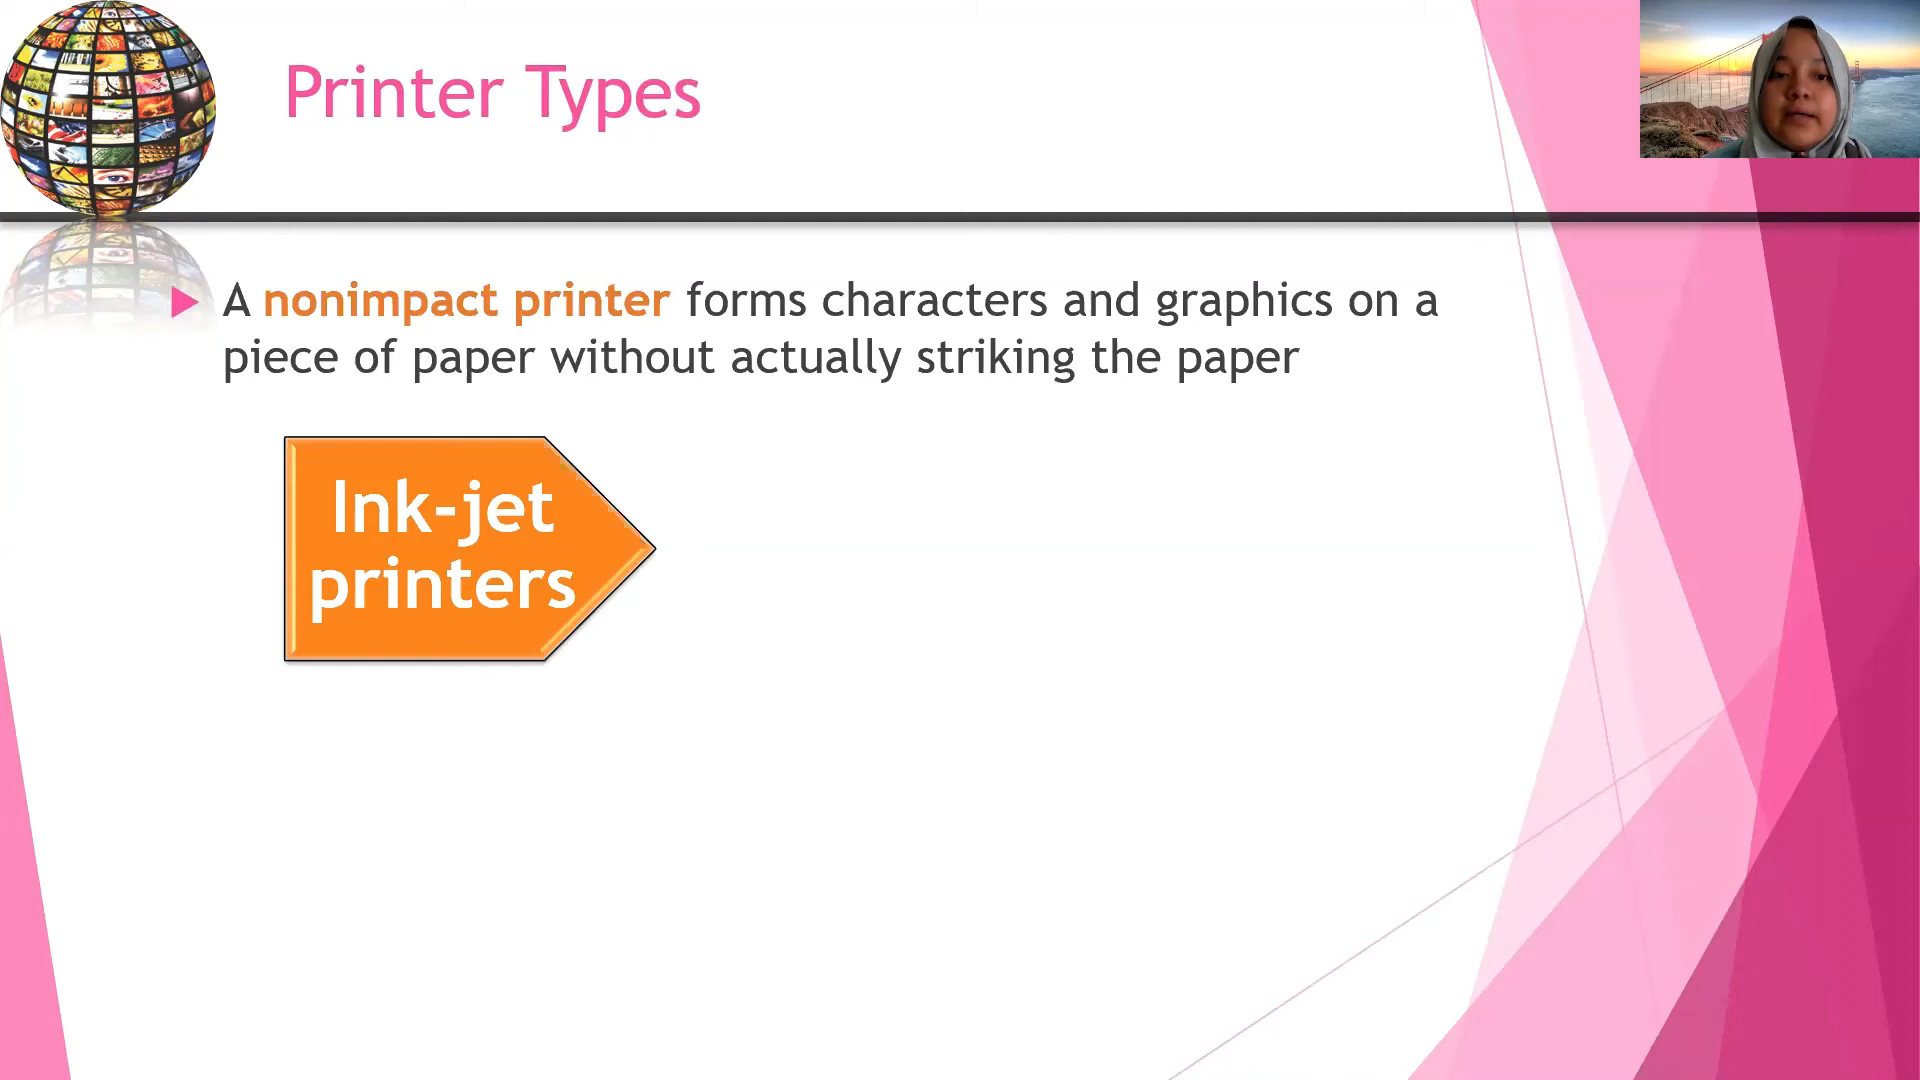 Printer Types
A nonimpact printer forms characters and graphics on a
piece of paper without actually striking the paper
Ink-jet
printers